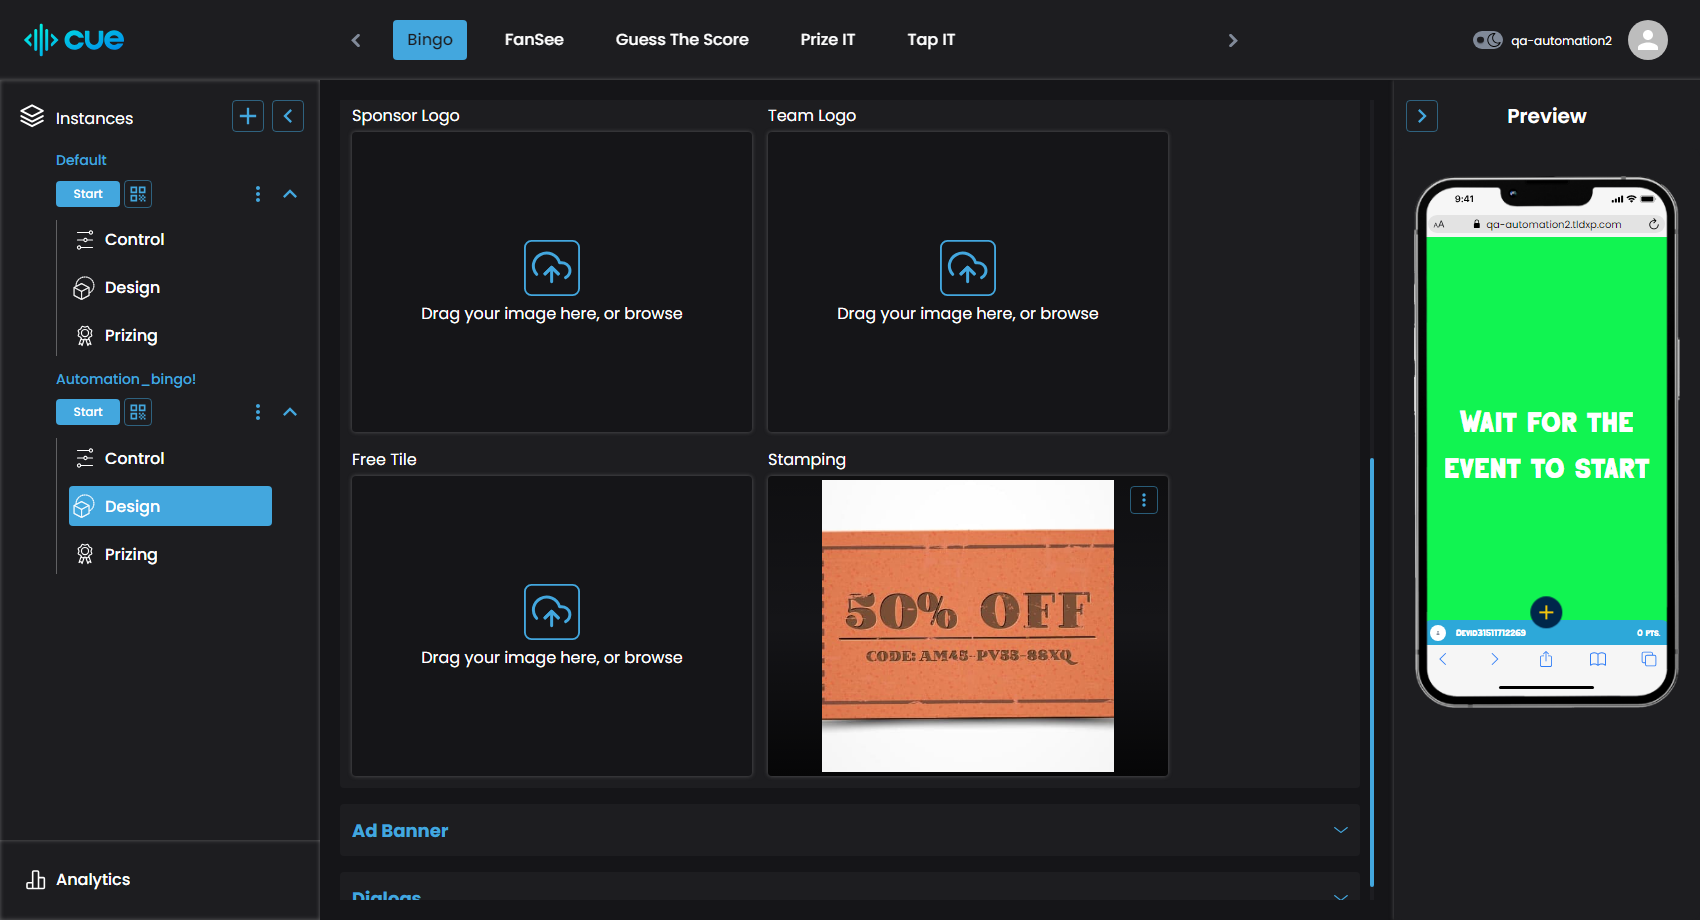 cue
Bingo
FanSee
Guess The Score
Prize IT
Tap IT
qa-automation2
Instances
Default
Start
Control
Design
Prizing
Automation_bingo!
Start
Control
Design
Prizing
Analytics
Sponsor Logo
Drag your image here, or browse
Team Logo
Drag your image here, or browse
Free Tile
Drag your image here, or browse
Stamping
50% OFF
CODE: AM45-PV55-88XQ
Ad Banner
Dialogs
Preview
9:41
AA
qa-automation2.tldxp.com
WAIT FOR THE
EVENT TO START
DEVID31511712269
0 PTS.